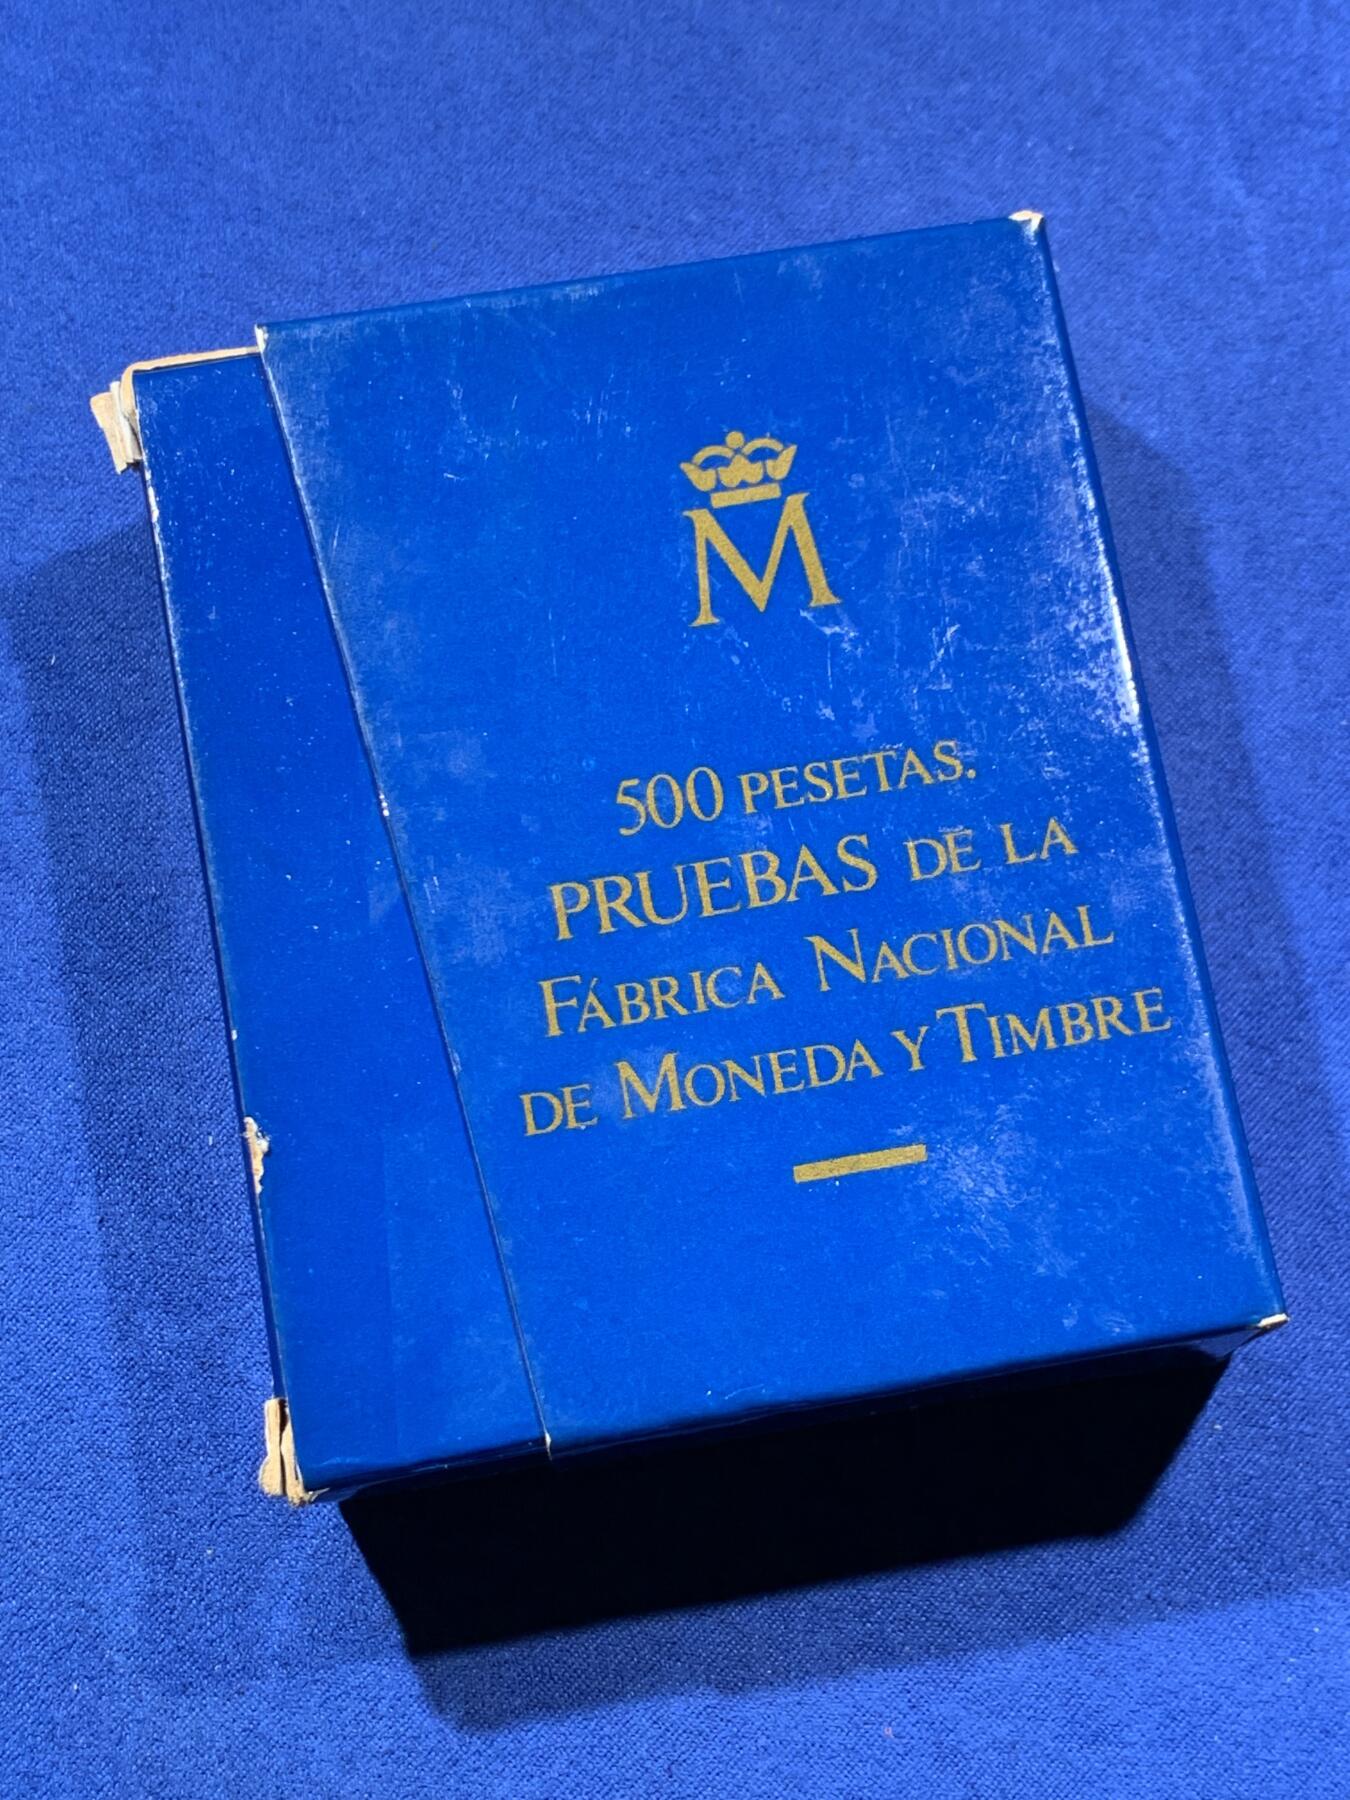 M
500 PESETAS.
PRUEBAS DE LA
FÁBRICA NACIONAL
DE MONEDA Y TIMBRE